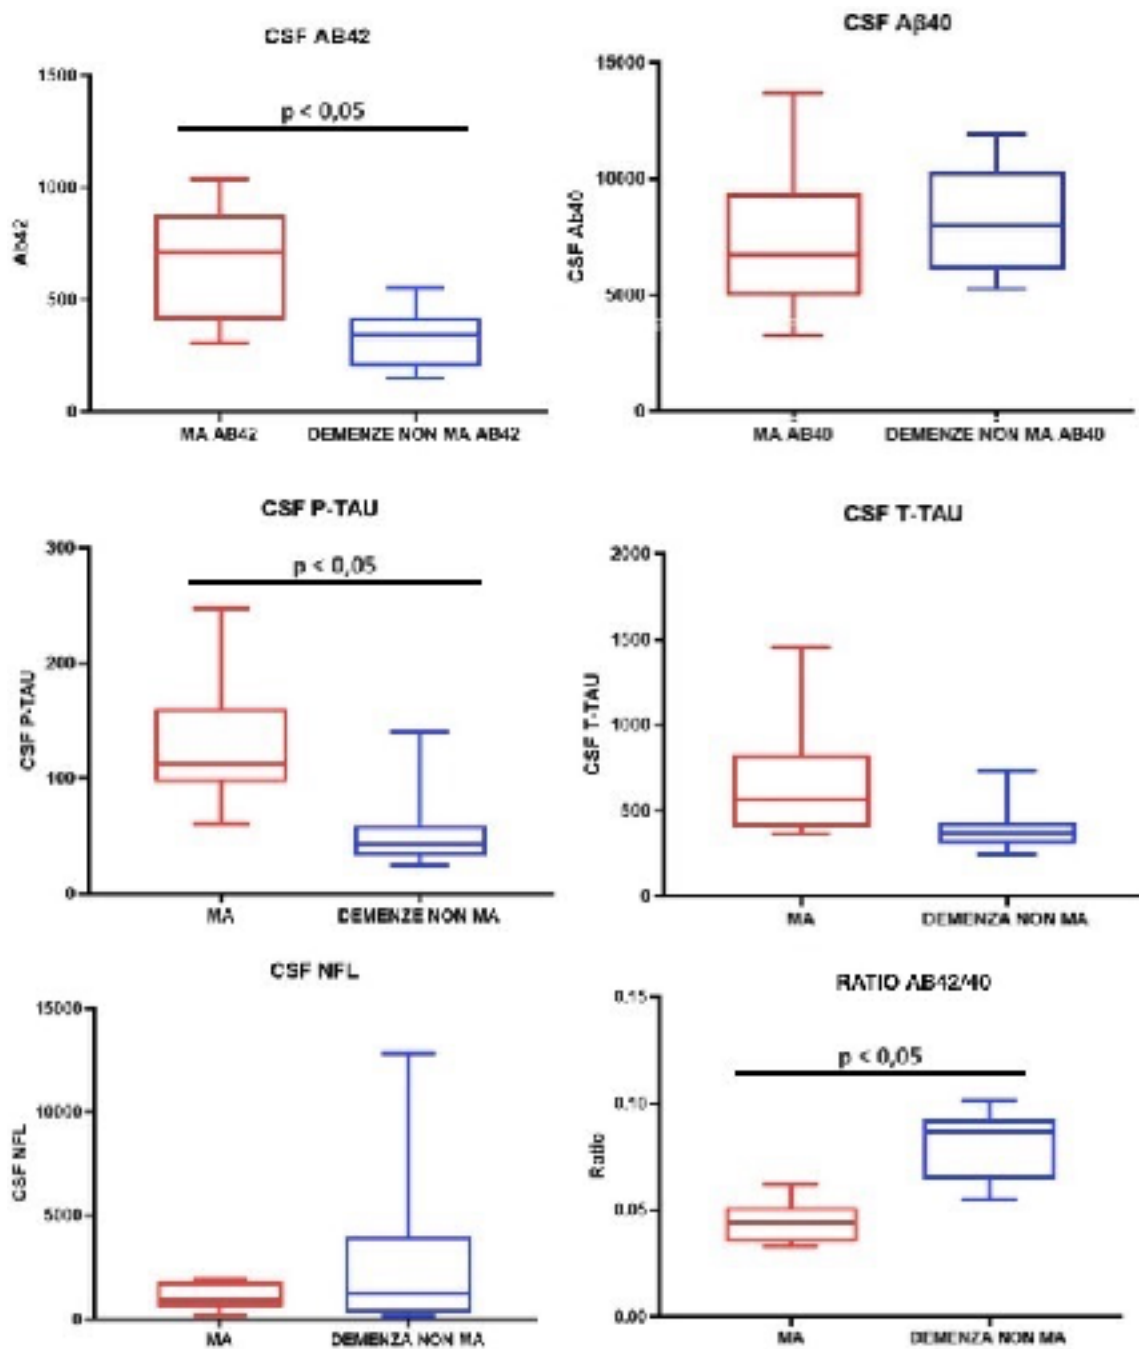 CSF AB42
1500
1000
500
0
Ab42
p < 0,05
MA AB42
DEMENZE NON MA AB42
CSF Aβ40
15000
10000
5000
0
CSF Ab40
MA AB40
DEMENZE NON MA AB40
CSF P-TAU
300
200
100
0
CSF P-TAU
p < 0,05
MA
DEMENZE NON MA
CSF T-TAU
2000
1500
1000
500
0
CSF T-TAU
MA
DEMENZA NON MA
CSF NFL
15000
10000
5000
0
CSF NFL
MA
DEMENZA NON MA
RATIO AB42/40
0.15
0.10
0.05
0.00
Ratio
p < 0,05
MA
DEMENZA NON MA